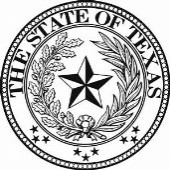 THE STATE OF TEXAS